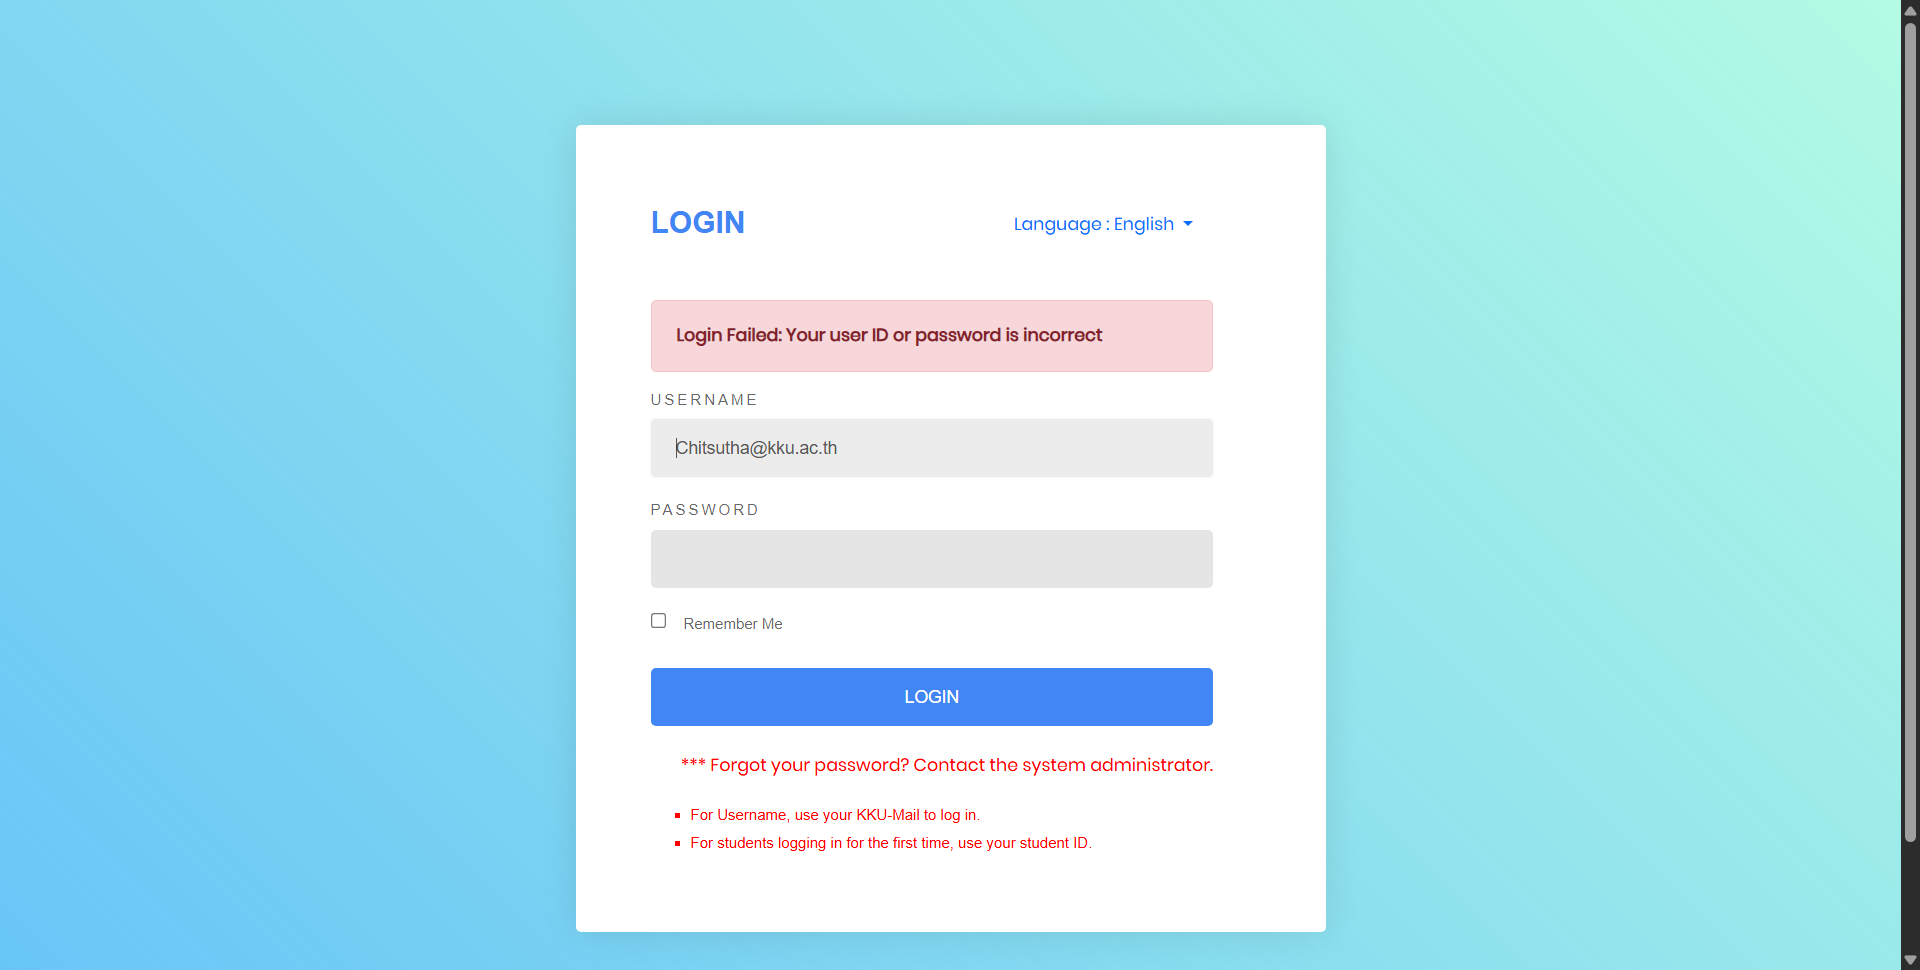 LOGIN
Language : English
Login Failed: Your user ID or password is incorrect
USERNAME
Chitsutha@kku.ac.th
PASSWORD
Remember Me
LOGIN
*** Forgot your password? Contact the system administrator.
For Username, use your KKU-Mail to log in.
For students logging in for the first time, use your student ID.